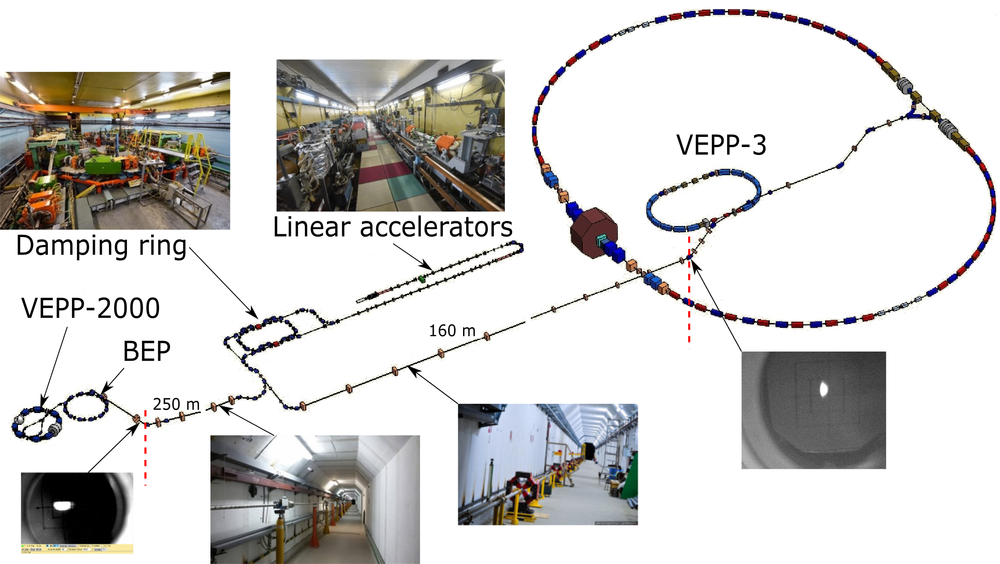 VEPP-3
Linear accelerators
Damping ring
VEPP-2000
BEP
160 m
250 m